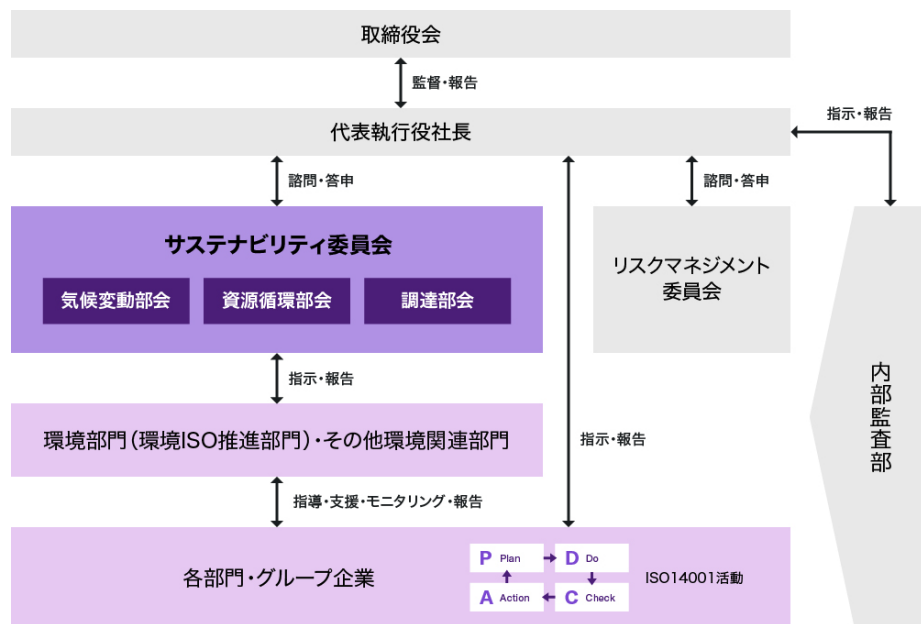 取締役会
監督・報告
代表執行役社長
指示・報告
諮問・答申
諮問・答申
サステナビリティ委員会
気候変動部会
資源循環部会
調達部会
リスクマネジメント
委員会
指示・報告
環境部門（環境ISO推進部門）・その他環境関連部門
指示・報告
内部監査部
指導・支援・モニタリング・報告
各部門・グループ企業
P Plan
D Do
A Action
C Check
ISO14001活動